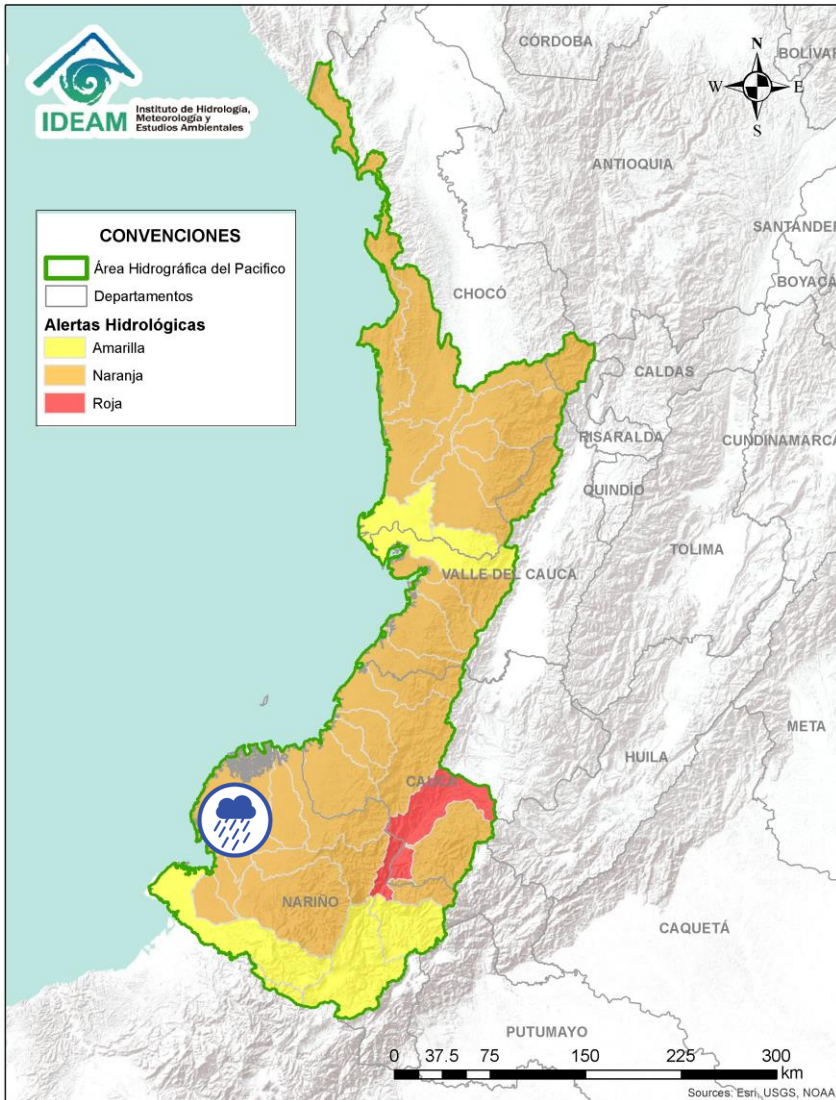 IDEAM
Instituto de Hidrología,
Meteorología y
Estudios Ambientales
CÓRDOBA
BOLÍVAR
N
W
E
S
ANTIOQUIA
CONVENCIONES
Área Hidrográfica del Pacifico
Departamentos
Alertas Hidrológicas
Amarilla
Naranja
Roja
SANTANDER
BOYACÁ
CHOCÓ
CALDAS
RISARALDA
CUNDINAMARCA
QUINDÍO
TOLIMA
VALLE DEL CAUCA
META
HUILA
CAUCA
NARIÑO
CAQUETÁ
PUTUMAYO
0 37.5 75 150 225 300
km
Sources: Esri, USGS, NOAA